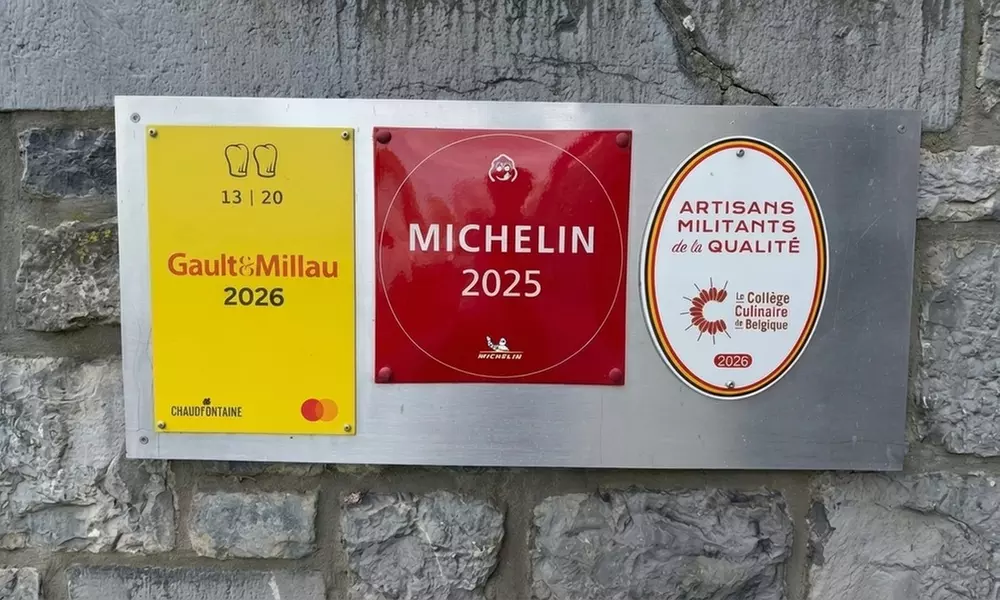 13 | 20
Gault&Millau
2026
CHAUDFONTAINE
MICHELIN
2025
MICHELIN
ARTISANS
MILITANTS
de la QUALITÉ
Le Collège
Culinaire
de Belgique
2026